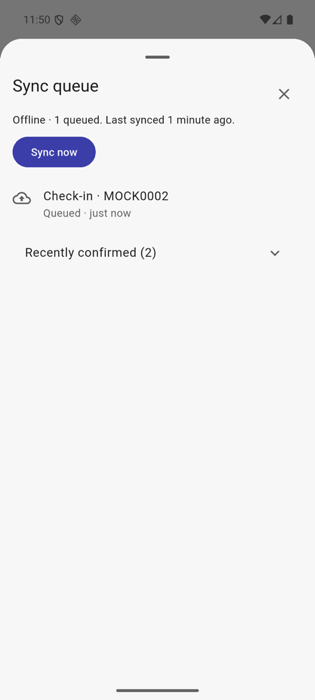 11:50
Sync queue
Offline · 1 queued. Last synced 1 minute ago.
Sync now
Check-in · MOCK0002
Queued · just now
Recently confirmed (2)